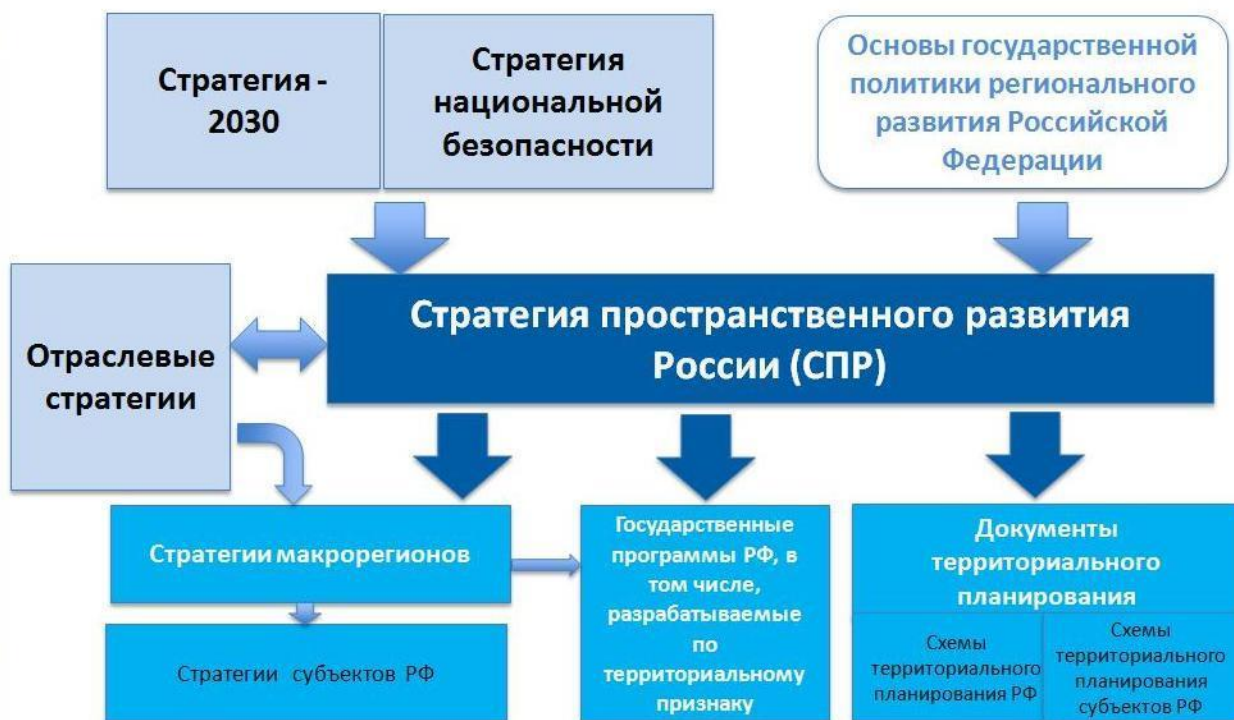 Стратегия -
2030
Стратегия
национальной
безопасности
Основы государственной
политики регионального
развития Российской
Федерации
Отраслевые
стратегии
Стратегия пространственного развития
России (СПР)
Стратегии макрорегионов
Стратегии субъектов РФ
Государственные
программы РФ, в
том числе,
разрабатываемые
по
территориальному
признаку
Документы
территориального
планирования
Схемы
территориального
планирования РФ
Схемы
территориального
планирования
субъектов РФ